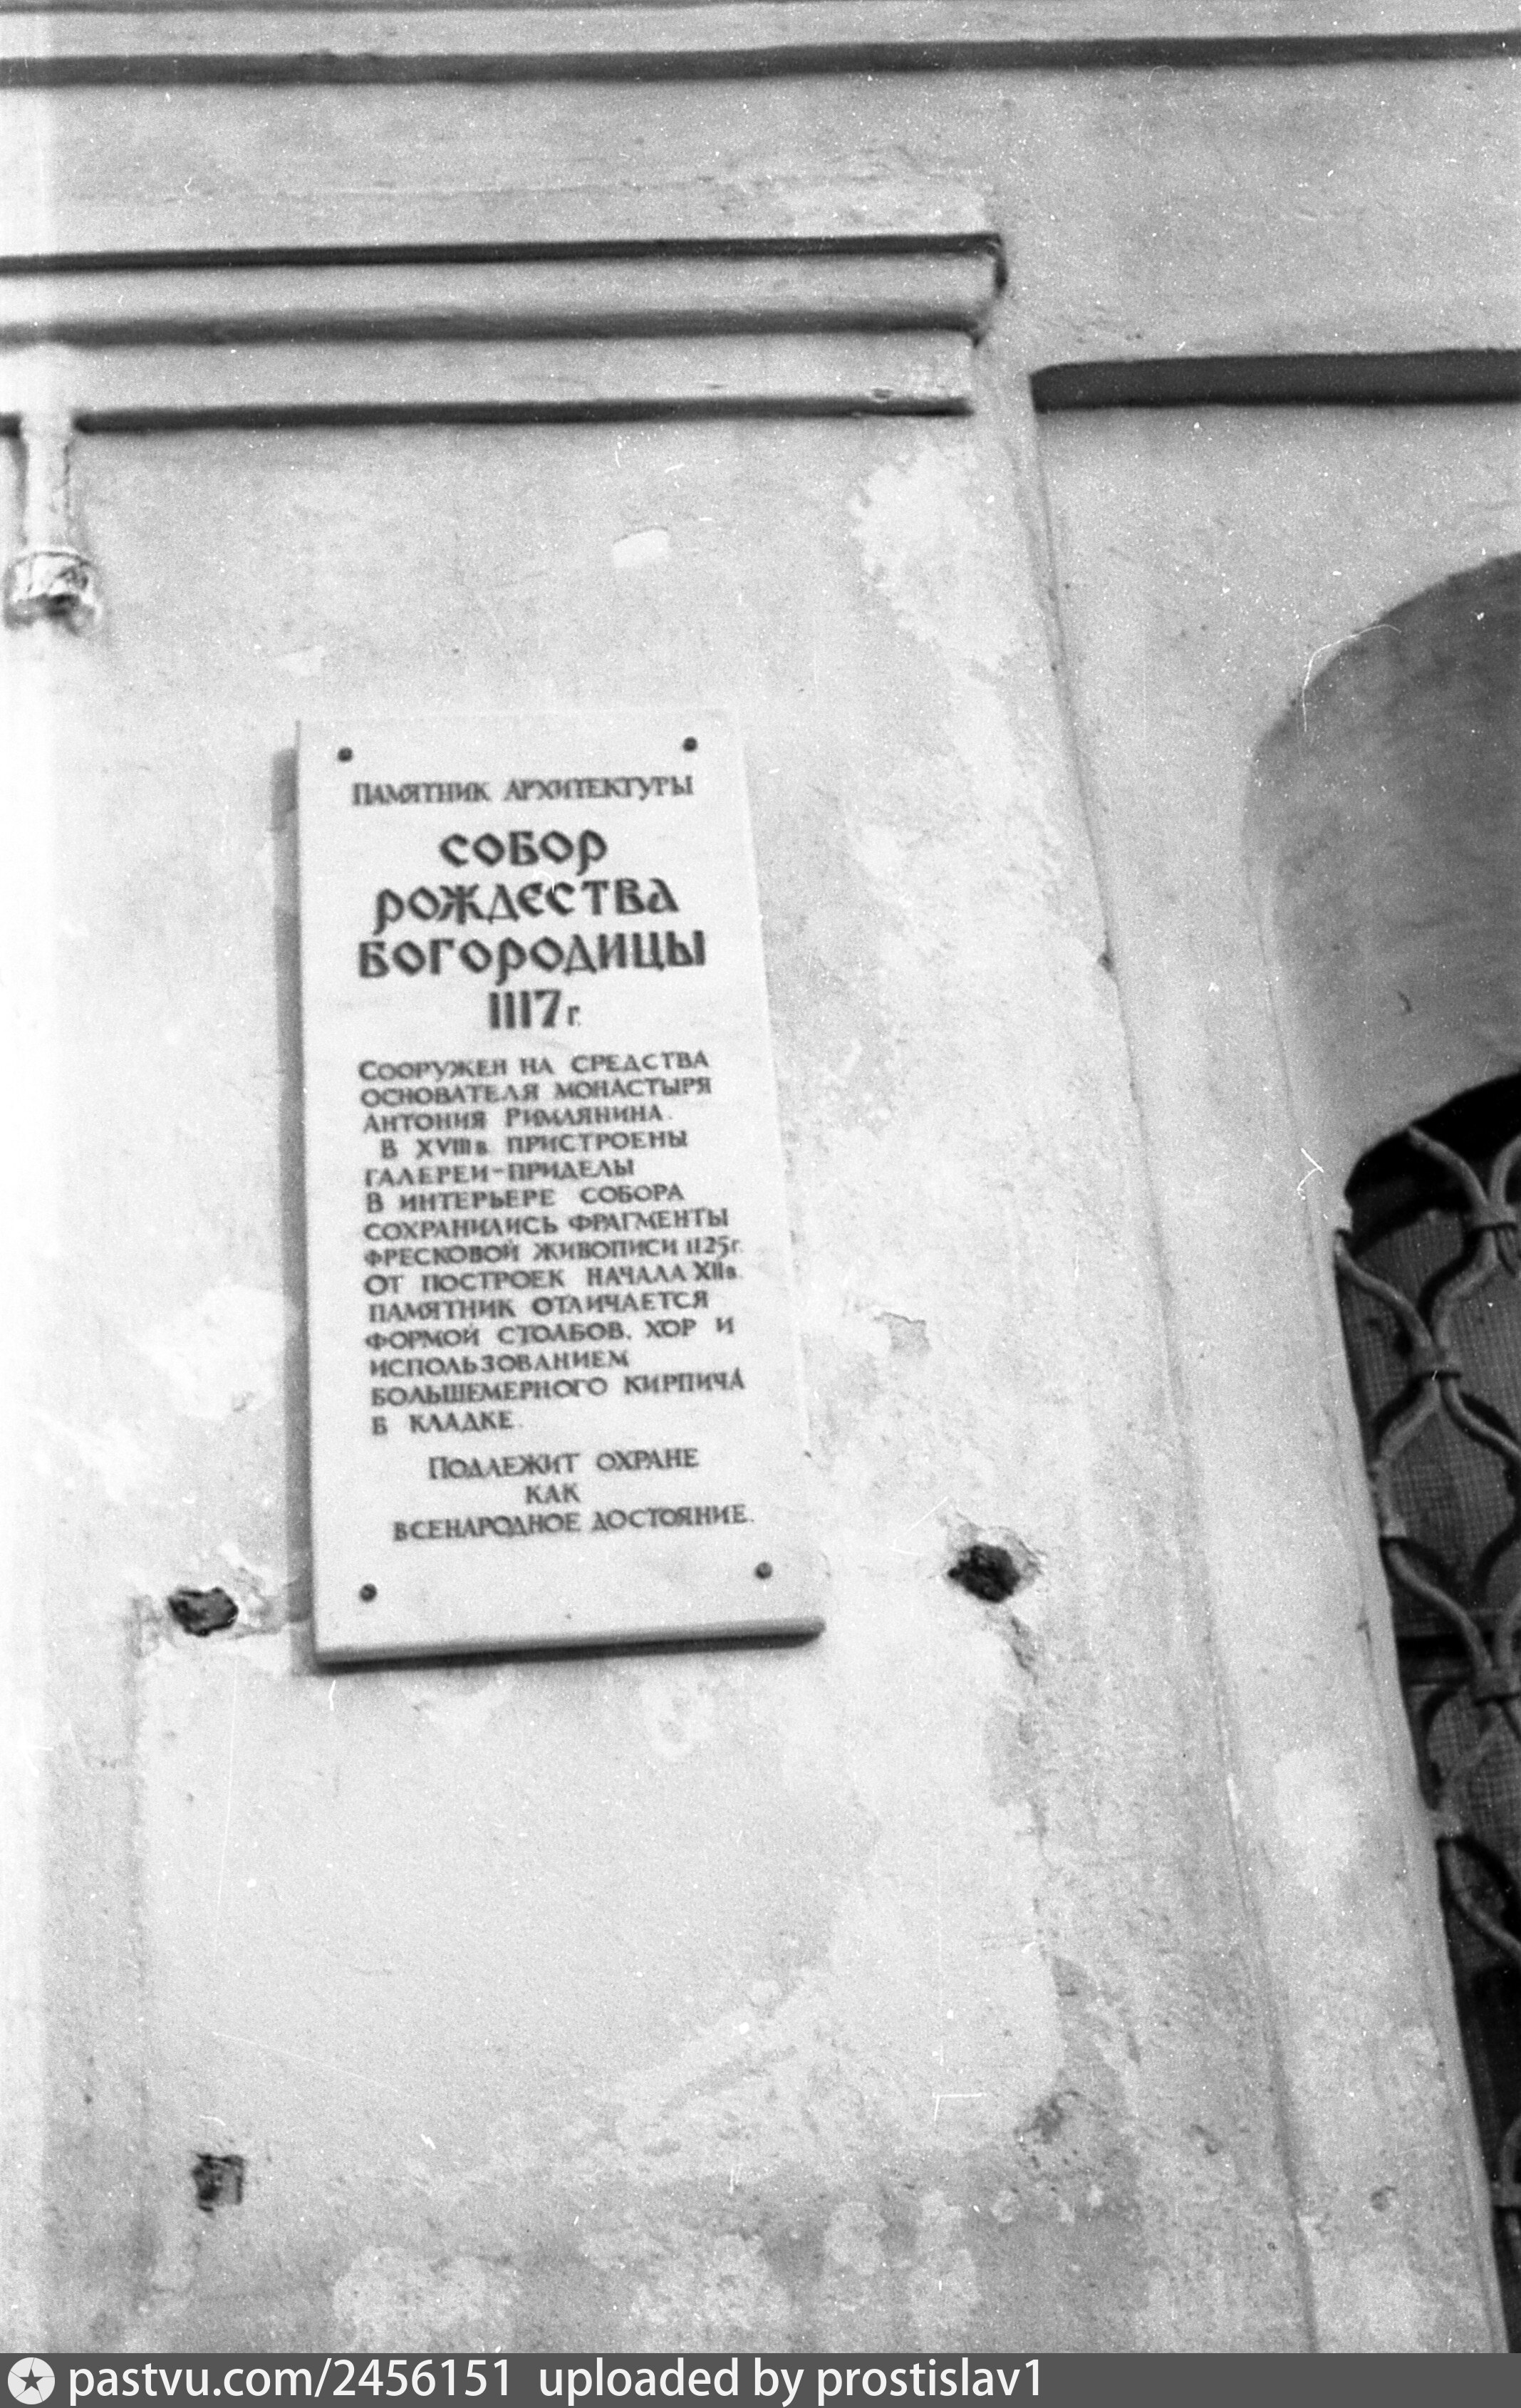 ПАМЯТНИК АРХИТЕКТУРЫ
СОБОР
РОЖДЕСТВА
БОГОРОДИЦЫ
1117 г.
СООРУЖЕН НА СРЕДСТВА
ОСНОВАТЕЛЯ МОНАСТЫРЯ
АНТОНИЯ РИМЛЯНИНА.
В XVIII в. ПРИСТРОЕНЫ
ГАЛЕРЕИ-ПРИДЕЛЫ
В ИНТЕРЬЕРЕ СОБОРА
СОХРАНИЛИСЬ ФРАГМЕНТЫ
ФРЕСКОВОЙ ЖИВОПИСИ 1125 г.
ОТ ПОСТРОЕК НАЧАЛА XII в.
ПАМЯТНИК ОТЛИЧАЕТСЯ
ФОРМОЙ СТОЛБОВ, ХОР И
ИСПОЛЬЗОВАНИЕМ
БОЛЬШЕМЕРНОГО КИРПИЧА
В КЛАДКЕ.
ПОДЛЕЖИТ ОХРАНЕ
КАК
ВСЕНАРОДНОЕ ДОСТОЯНИЕ.
pastvu.com/2456151 uploaded by prostislav1